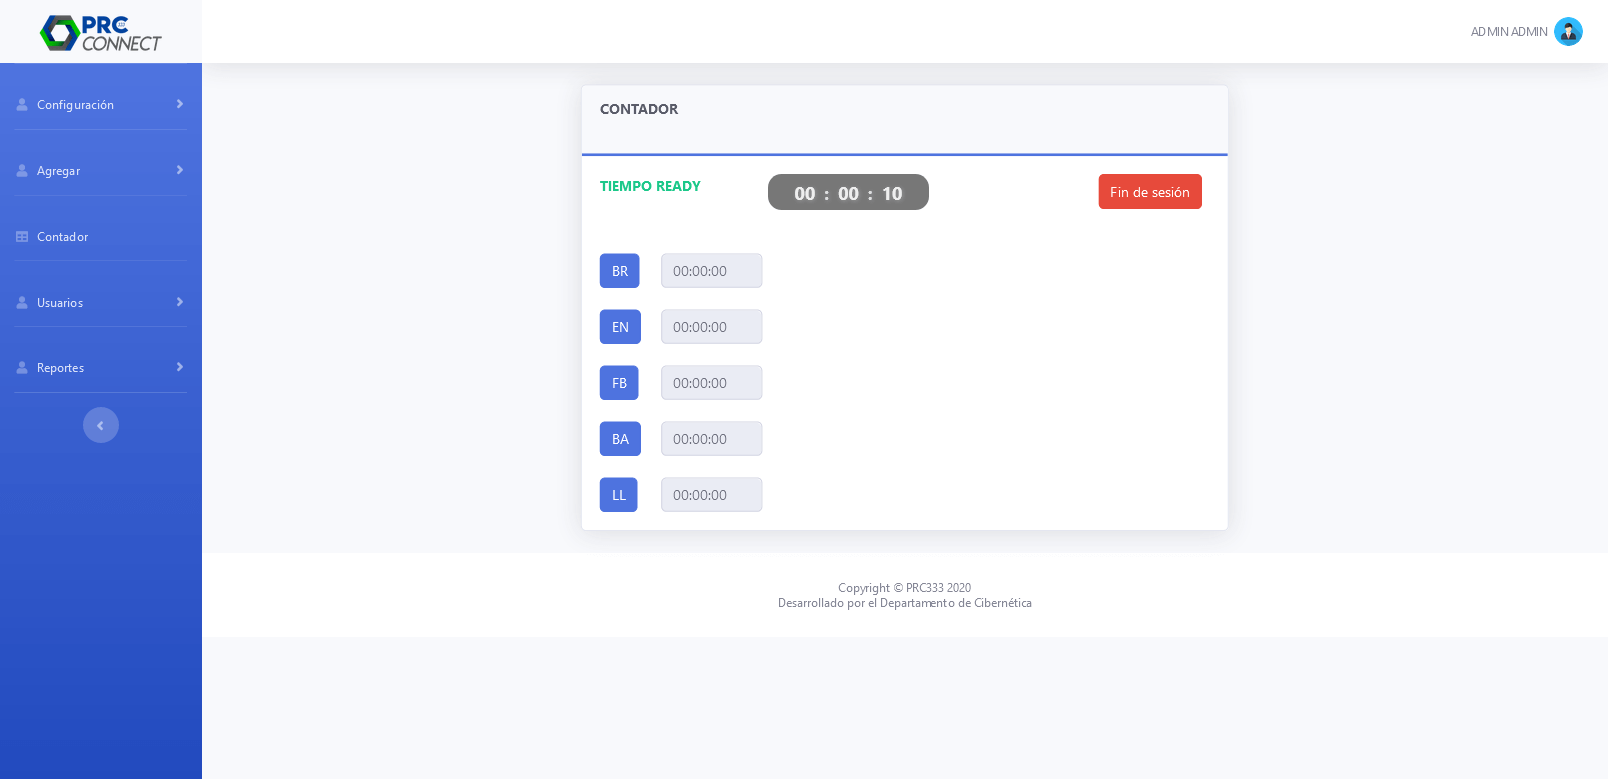 PRC
333
CONNECT
ADMIN ADMIN
Configuración
Agregar
Contador
Usuarios
Reportes
CONTADOR
TIEMPO READY
00 : 00 : 10
Fin de sesión
BR 00:00:00
EN 00:00:00
FB 00:00:00
BA 00:00:00
LL 00:00:00
Copyright © PRC333 2020
Desarrollado por el Departamento de Cibernética